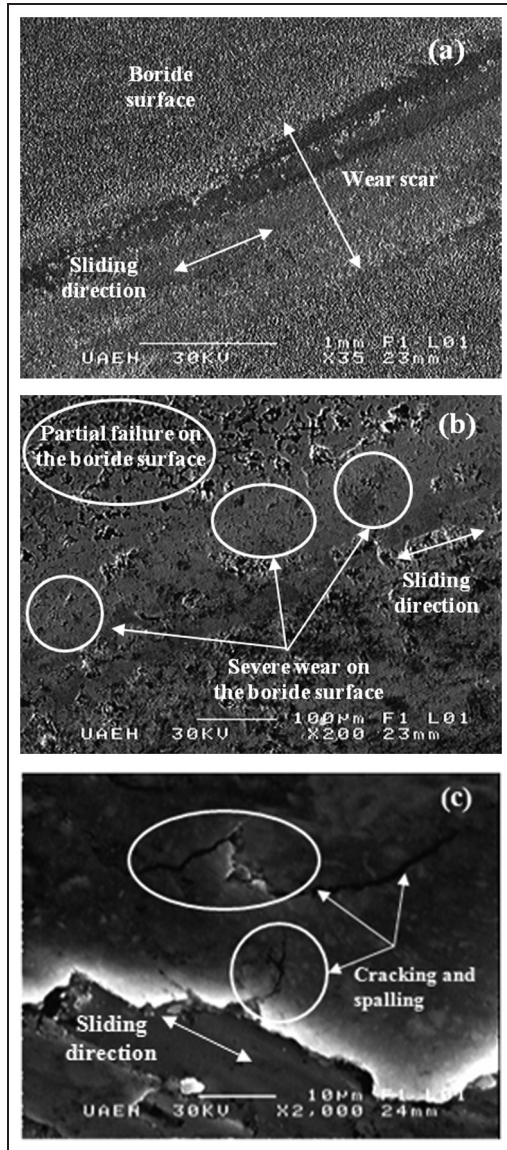 (a)
Boride
surface
Wear scar
Sliding
direction
1mm F1 L01
UAEH 30KV X35 23mm
(b)
Partial failure on
the boride surface
Sliding
direction
Severe wear on
the boride surface
100µm F1 L01
UAEH 30KV X200 23mm
(c)
Cracking and
spalling
Sliding
direction
10µm F1 L01
UAEH 30KV X2,000 24mm